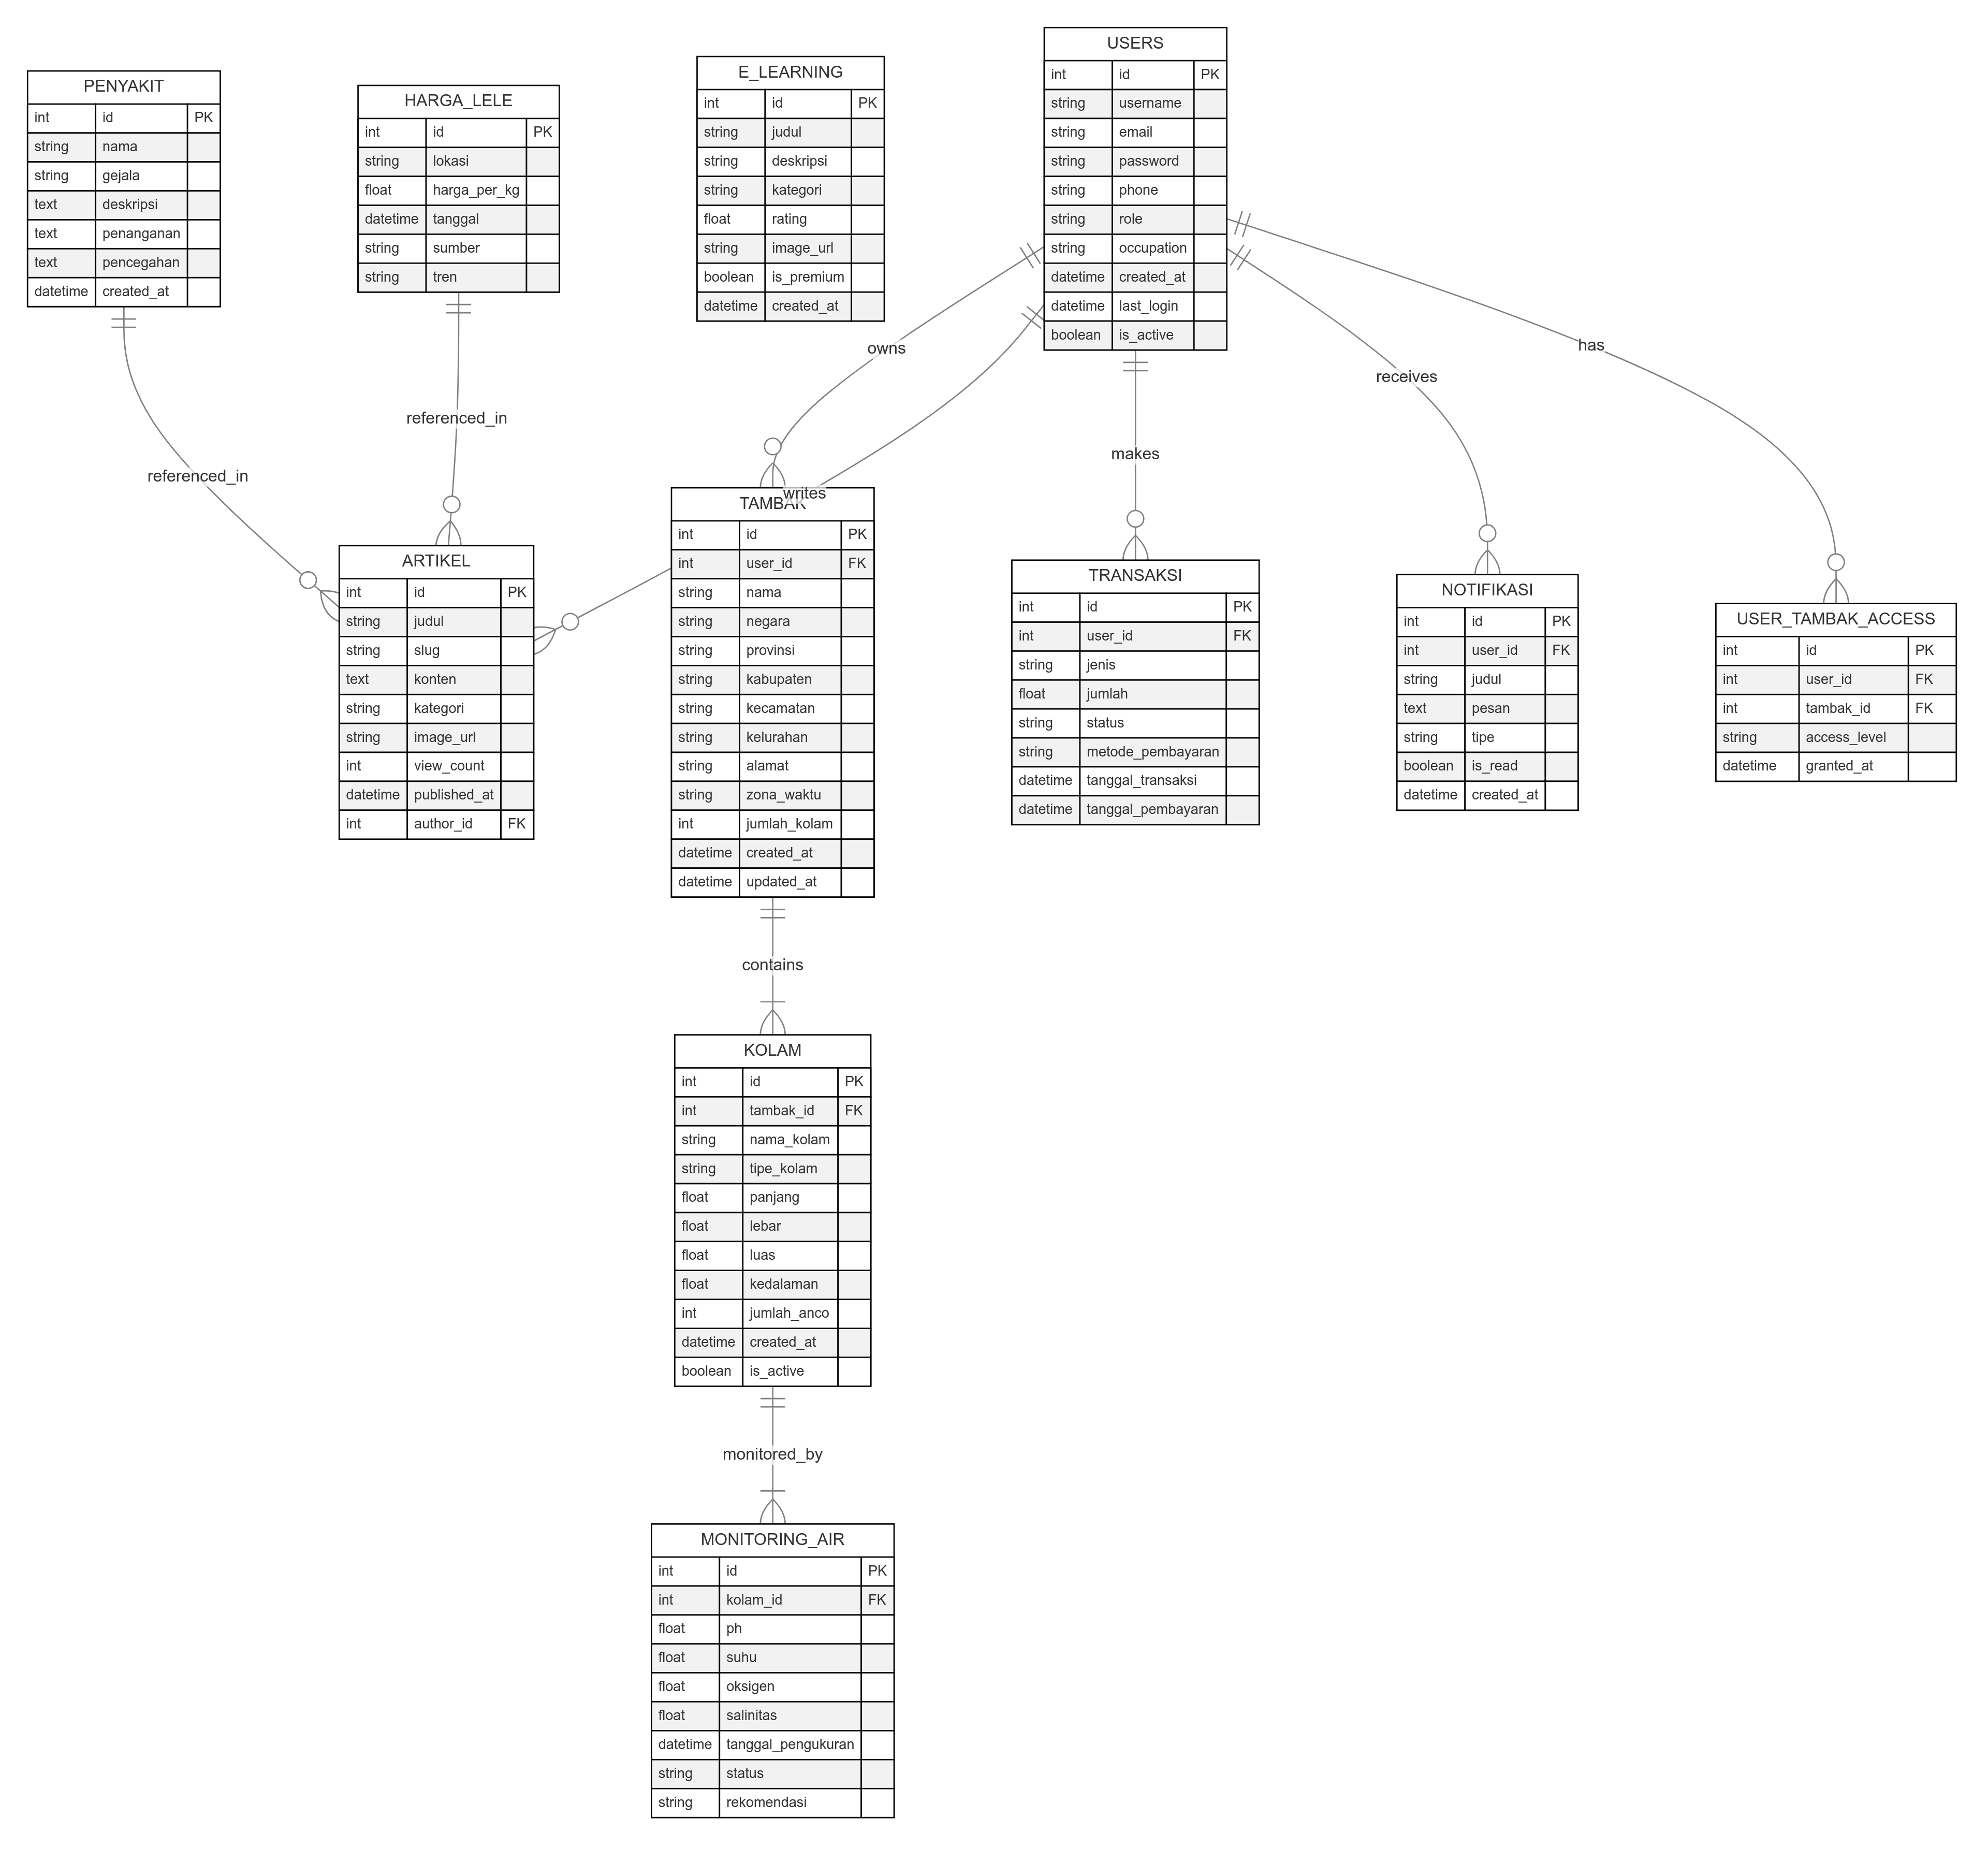 PENYAKIT
int id PK
string nama
string gejala
text deskripsi
text penanganan
text pencegahan
datetime created_at
HARGA_LELE
int id PK
string lokasi
float harga_per_kg
datetime tanggal
string sumber
string tren
E_LEARNING
int id PK
string judul
string deskripsi
string kategori
float rating
string image_url
boolean is_premium
datetime created_at
USERS
int id PK
string username
string email
string password
string phone
string role
string occupation
datetime created_at
datetime last_login
boolean is_active
referenced_in
referenced_in
owns
writes
makes
receives
has
ARTIKEL
int id PK
string judul
string slug
text konten
string kategori
string image_url
int view_count
datetime published_at
int author_id FK
TAMBAK
int id PK
int user_id FK
string nama
string negara
string provinsi
string kabupaten
string kecamatan
string kelurahan
string alamat
string zona_waktu
int jumlah_kolam
datetime created_at
datetime updated_at
TRANSAKSI
int id PK
int user_id FK
string jenis
float jumlah
string status
string metode_pembayaran
datetime tanggal_transaksi
datetime tanggal_pembayaran
NOTIFIKASI
int id PK
int user_id FK
string judul
text pesan
string tipe
boolean is_read
datetime created_at
USER_TAMBAK_ACCESS
int id PK
int user_id FK
int tambak_id FK
string access_level
datetime granted_at
contains
KOLAM
int id PK
int tambak_id FK
string nama_kolam
string tipe_kolam
float panjang
float lebar
float luas
float kedalaman
int jumlah_anco
datetime created_at
boolean is_active
monitored_by
MONITORING_AIR
int id PK
int kolam_id FK
float ph
float suhu
float oksigen
float salinitas
datetime tanggal_pengukuran
string status
string rekomendasi